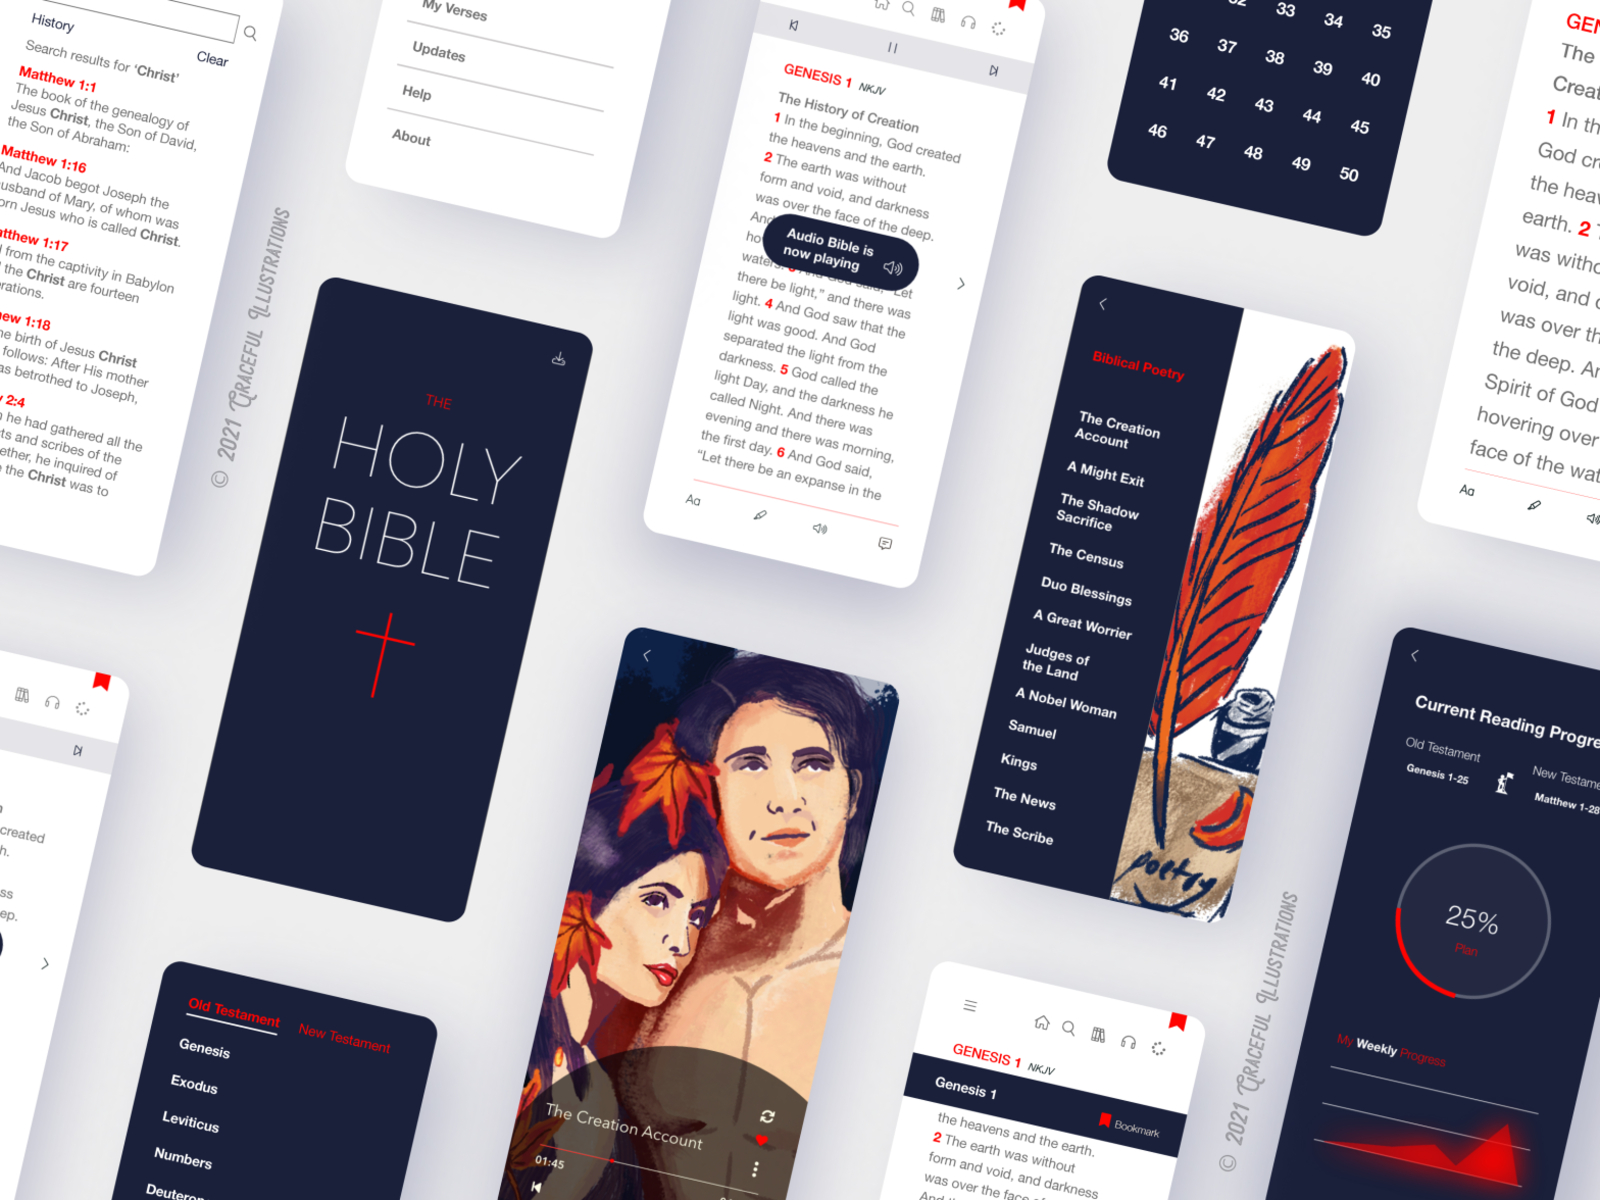 History
Clear
Search results for 'Christ'
Matthew 1:1
The book of the genealogy of
Jesus Christ, the Son of David,
the Son of Abraham:
Matthew 1:16
And Jacob begot Joseph the
husband of Mary, of whom was
born Jesus who is called Christ.
Matthew 1:17
from the captivity in Babylon
the Christ are fourteen
1:18
birth of Jesus Christ
follows: After His mother
was betrothed to Joseph,
2:4
he had gathered all the
and scribes of the
he inquired of
the Christ was to
© 2021 Graceful Illustrations
My Verses
Updates
Help
About
GENESIS 1 NKJV
The History of Creation
1 In the beginning, God created
the heavens and the earth.
2 The earth was without
form and void, and darkness
was over the face of the deep.
Audio Bible is
now playing
there be light," and there was
light. 4 And God saw that the
light was good. And God
separated the light from the
darkness. 5 God called the
light Day, and the darkness he
called Night. And there was
evening and there was morning,
the first day. 6 And God said,
"Let there be an expanse in the
Aa
32 33 34 35
36 37 38 39 40
41 42 43 44 45
46 47 48 49 50
GEN
The
1 In th
God
the
earth. 2
was
void, and
was over th
the deep.
Spirit of God
hovering over
face of the
Aa
THE
HOLY
BIBLE
Biblical Poetry
The Creation
Account
A Might Exit
The Shadow
Sacrifice
The Census
Duo Blessings
A Great Worrier
Judges of
the Land
A Nobel Woman
Samuel
Kings
The News
The Scribe
poetry
created
Old Testament New Testament
Genesis
Exodus
Leviticus
Numbers
Deuteron
The Creation Account
01:45
GENESIS 1 NKJV
Genesis 1
Bookmark
the heavens and the earth.
2 The earth was without
form and void, and darkness
was over the face
© 2021 Graceful Illustrations
Current Reading Progre
Old Testament
Genesis 1-25
New Testame
Matthew 1-28
25%
Plan
My Weekly Progress